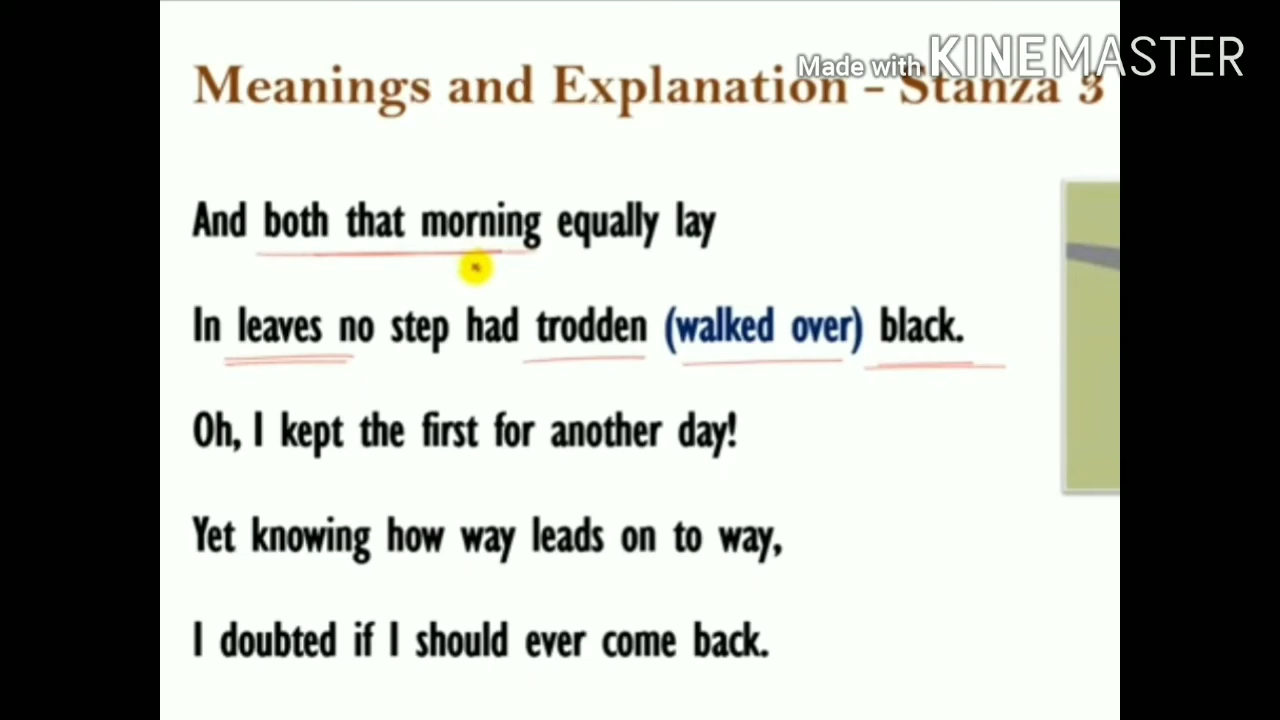 Made with KINEMASTER
Meanings and Explanation - Stanza 3
And both that morning equally lay
In leaves no step had trodden (walked over) black.
Oh, I kept the first for another day!
Yet knowing how way leads on to way,
I doubted if I should ever come back.